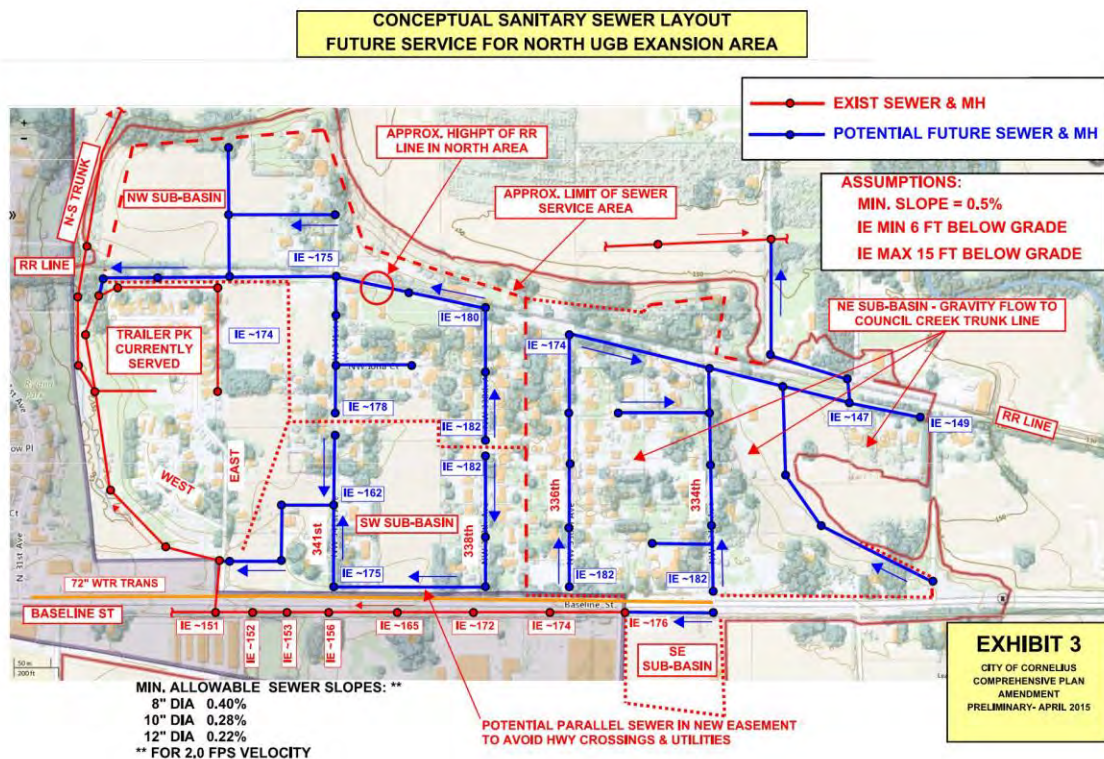 CONCEPTUAL SANITARY SEWER LAYOUT
FUTURE SERVICE FOR NORTH UGB EXANSION AREA
EXIST SEWER & MH
POTENTIAL FUTURE SEWER & MH
ASSUMPTIONS:
MIN. SLOPE = 0.5%
IE MIN 6 FT BELOW GRADE
IE MAX 15 FT BELOW GRADE
APPROX. HIGHPT OF RR
LINE IN NORTH AREA
APPROX. LIMIT OF SEWER
SERVICE AREA
N-S TRUNK
NW SUB-BASIN
RR LINE
IE ~175
IE ~180
TRAILER PK
CURRENTLY
SERVED
IE ~174
IE ~174
NE SUB-BASIN - GRAVITY FLOW TO
COUNCIL CREEK TRUNK LINE
IE ~147
IE ~149
RR LINE
IE ~178
IE ~182
IE ~182
WEST
EAST
IE ~162
341st
SW SUB-BASIN
338th
336th
334th
IE ~175
IE ~182
IE ~182
N 31st Ave
72" WTR TRANS
BASELINE ST
Baseline St.
IE ~151
IE ~152
IE ~153
IE ~156
IE ~165
IE ~172
IE ~174
IE ~176
SE
SUB-BASIN
50 m
200 ft
MIN. ALLOWABLE SEWER SLOPES: **
8" DIA 0.40%
10" DIA 0.28%
12" DIA 0.22%
** FOR 2.0 FPS VELOCITY
POTENTIAL PARALLEL SEWER IN NEW EASEMENT
TO AVOID HWY CROSSINGS & UTILITIES
EXHIBIT 3
CITY OF CORNELIUS
COMPREHENSIVE PLAN
AMENDMENT
PRELIMINARY- APRIL 2015